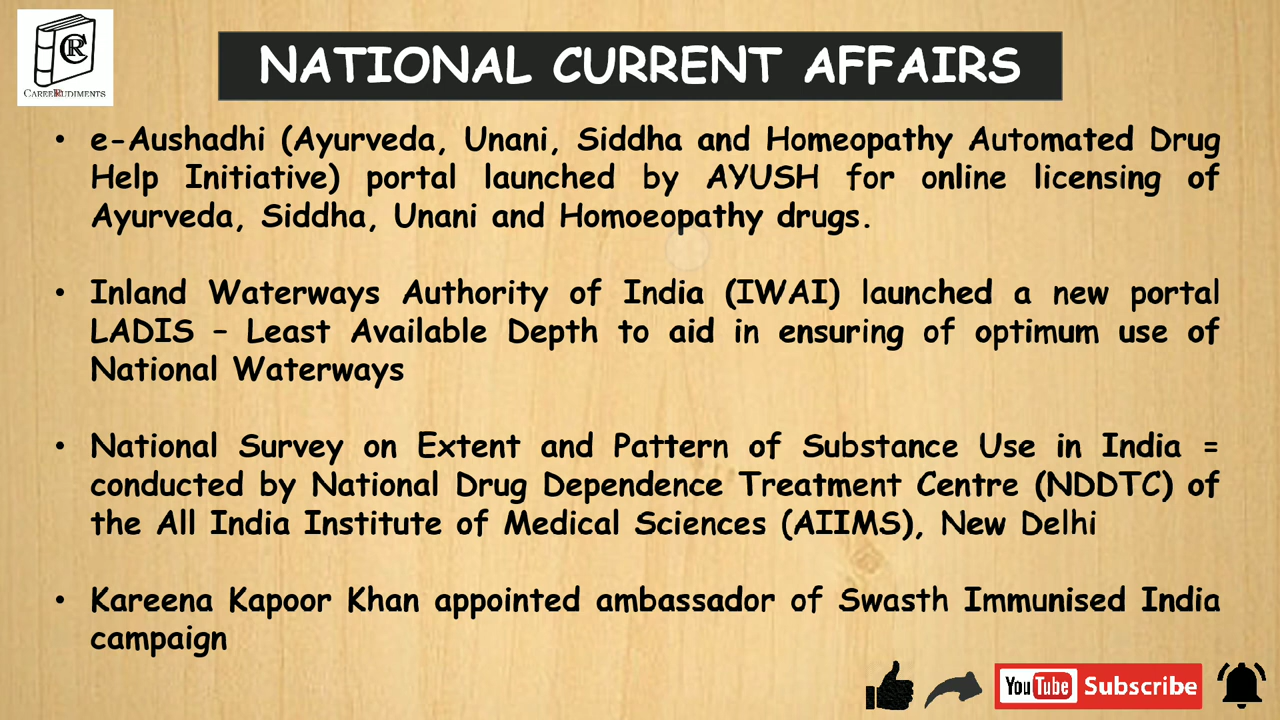 CR
CAREERUDIMENTS
NATIONAL CURRENT AFFAIRS
• e-Aushadhi (Ayurveda, Unani, Siddha and Homeopathy Automated Drug
Help Initiative) portal launched by AYUSH for online licensing of
Ayurveda, Siddha, Unani and Homoeopathy drugs.
• Inland Waterways Authority of India (IWAI) launched a new portal
LADIS – Least Available Depth to aid in ensuring of optimum use of
National Waterways
• National Survey on Extent and Pattern of Substance Use in India =
conducted by National Drug Dependence Treatment Centre (NDDTC) of
the All India Institute of Medical Sciences (AIIMS), New Delhi
• Kareena Kapoor Khan appointed ambassador of Swasth Immunised India
campaign
YouTube Subscribe